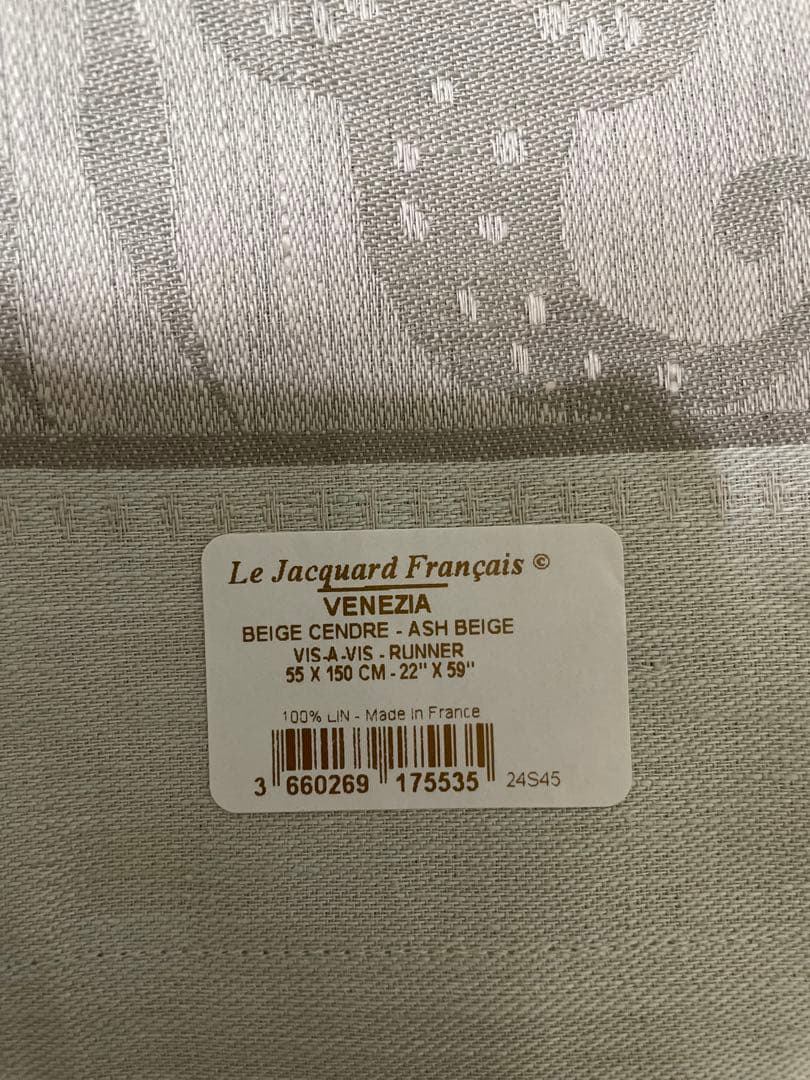 Le Jacquard Français ©
VENEZIA
BEIGE CENDRE - ASH BEIGE
VIS-A-VIS - RUNNER
55 X 150 CM - 22" X 59"
100% LIN - Made in France
3 660269 175535 24S45